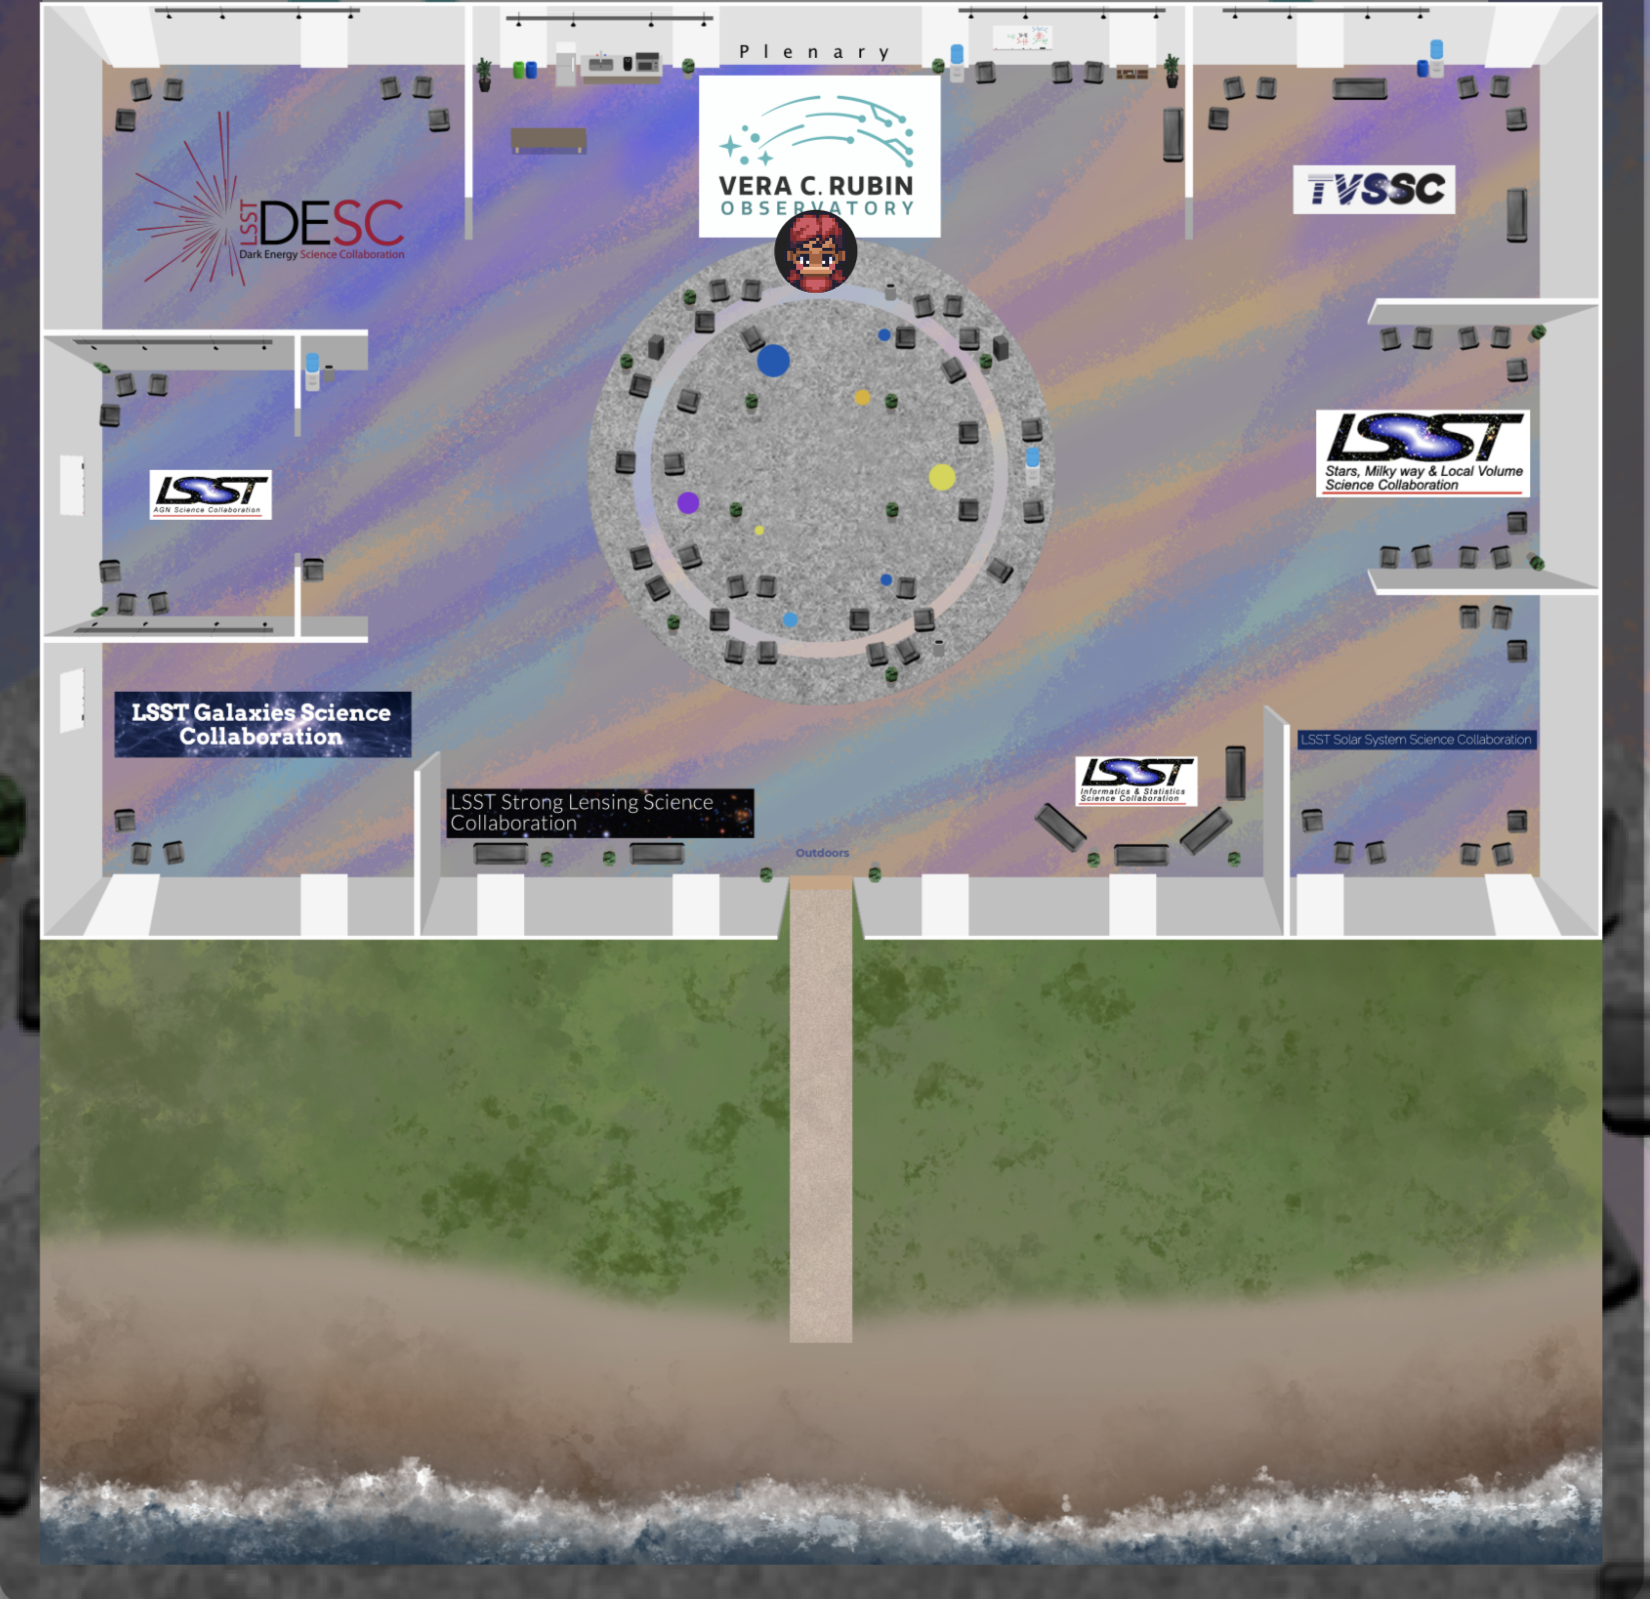 Plenary
VERA C. RUBIN
OBSERVATORY
LSST DESC
Dark Energy Science Collaboration
TVSSC
LSST
Stars, Milky way & Local Volume
Science Collaboration
LSST
AGN Science Collaboration
LSST Galaxies Science
Collaboration
LSST Solar System Science Collaboration
LSST
Informatics & Statistics
Science Collaboration
LSST Strong Lensing Science
Collaboration
Outdoors